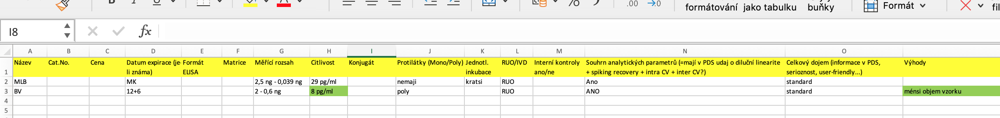 B I U A % .00 →.0
formátování jako tabulku buňky Formát
I8 fx
A B C D E F G H I J K L M N O
1 Název Cat.No. Cena Datum expirace (je- Formát Matrice Měřící rozsah Citlivost Konjugát Protilátky (Mono/Poly) Jednotl. RUO/IVD Interní kontroly Souhrn analytických parametrů (=mají v PDS udaj o diluční linearite Celkový dojem (informace v PDS, Výhody
li známa) ELISA inkubace ano/ne + spiking recovery + intra CV + inter CV?) serioznost, user-friendly...)
2 MLB MK 2,5 ng - 0,039 ng 29 pg/ml nemaji kratsi RUO Ano standard
3 BV 12+6 2 - 0,6 ng 8 pg/ml poly RUO ANO standard ménsi objem vzorku
4
5